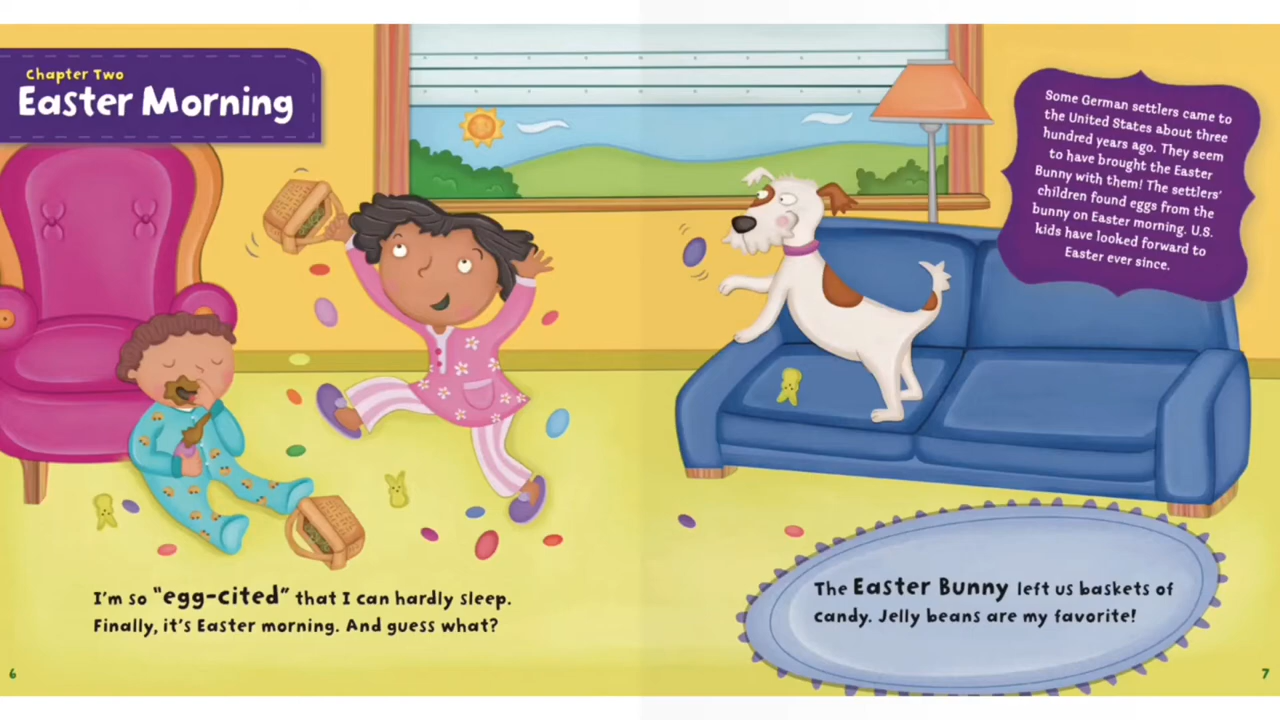 Chapter Two
Easter Morning
Some German settlers came to
the United States about three
hundred years ago. They seem
to have brought the Easter
Bunny with them! The settlers'
children found eggs from the
bunny on Easter morning. U.S.
kids have looked forward to
Easter ever since.
I'm so "egg-cited" that I can hardly sleep.
Finally, it's Easter morning. And guess what?
The Easter Bunny left us baskets of
candy. Jelly beans are my favorite!
6
7